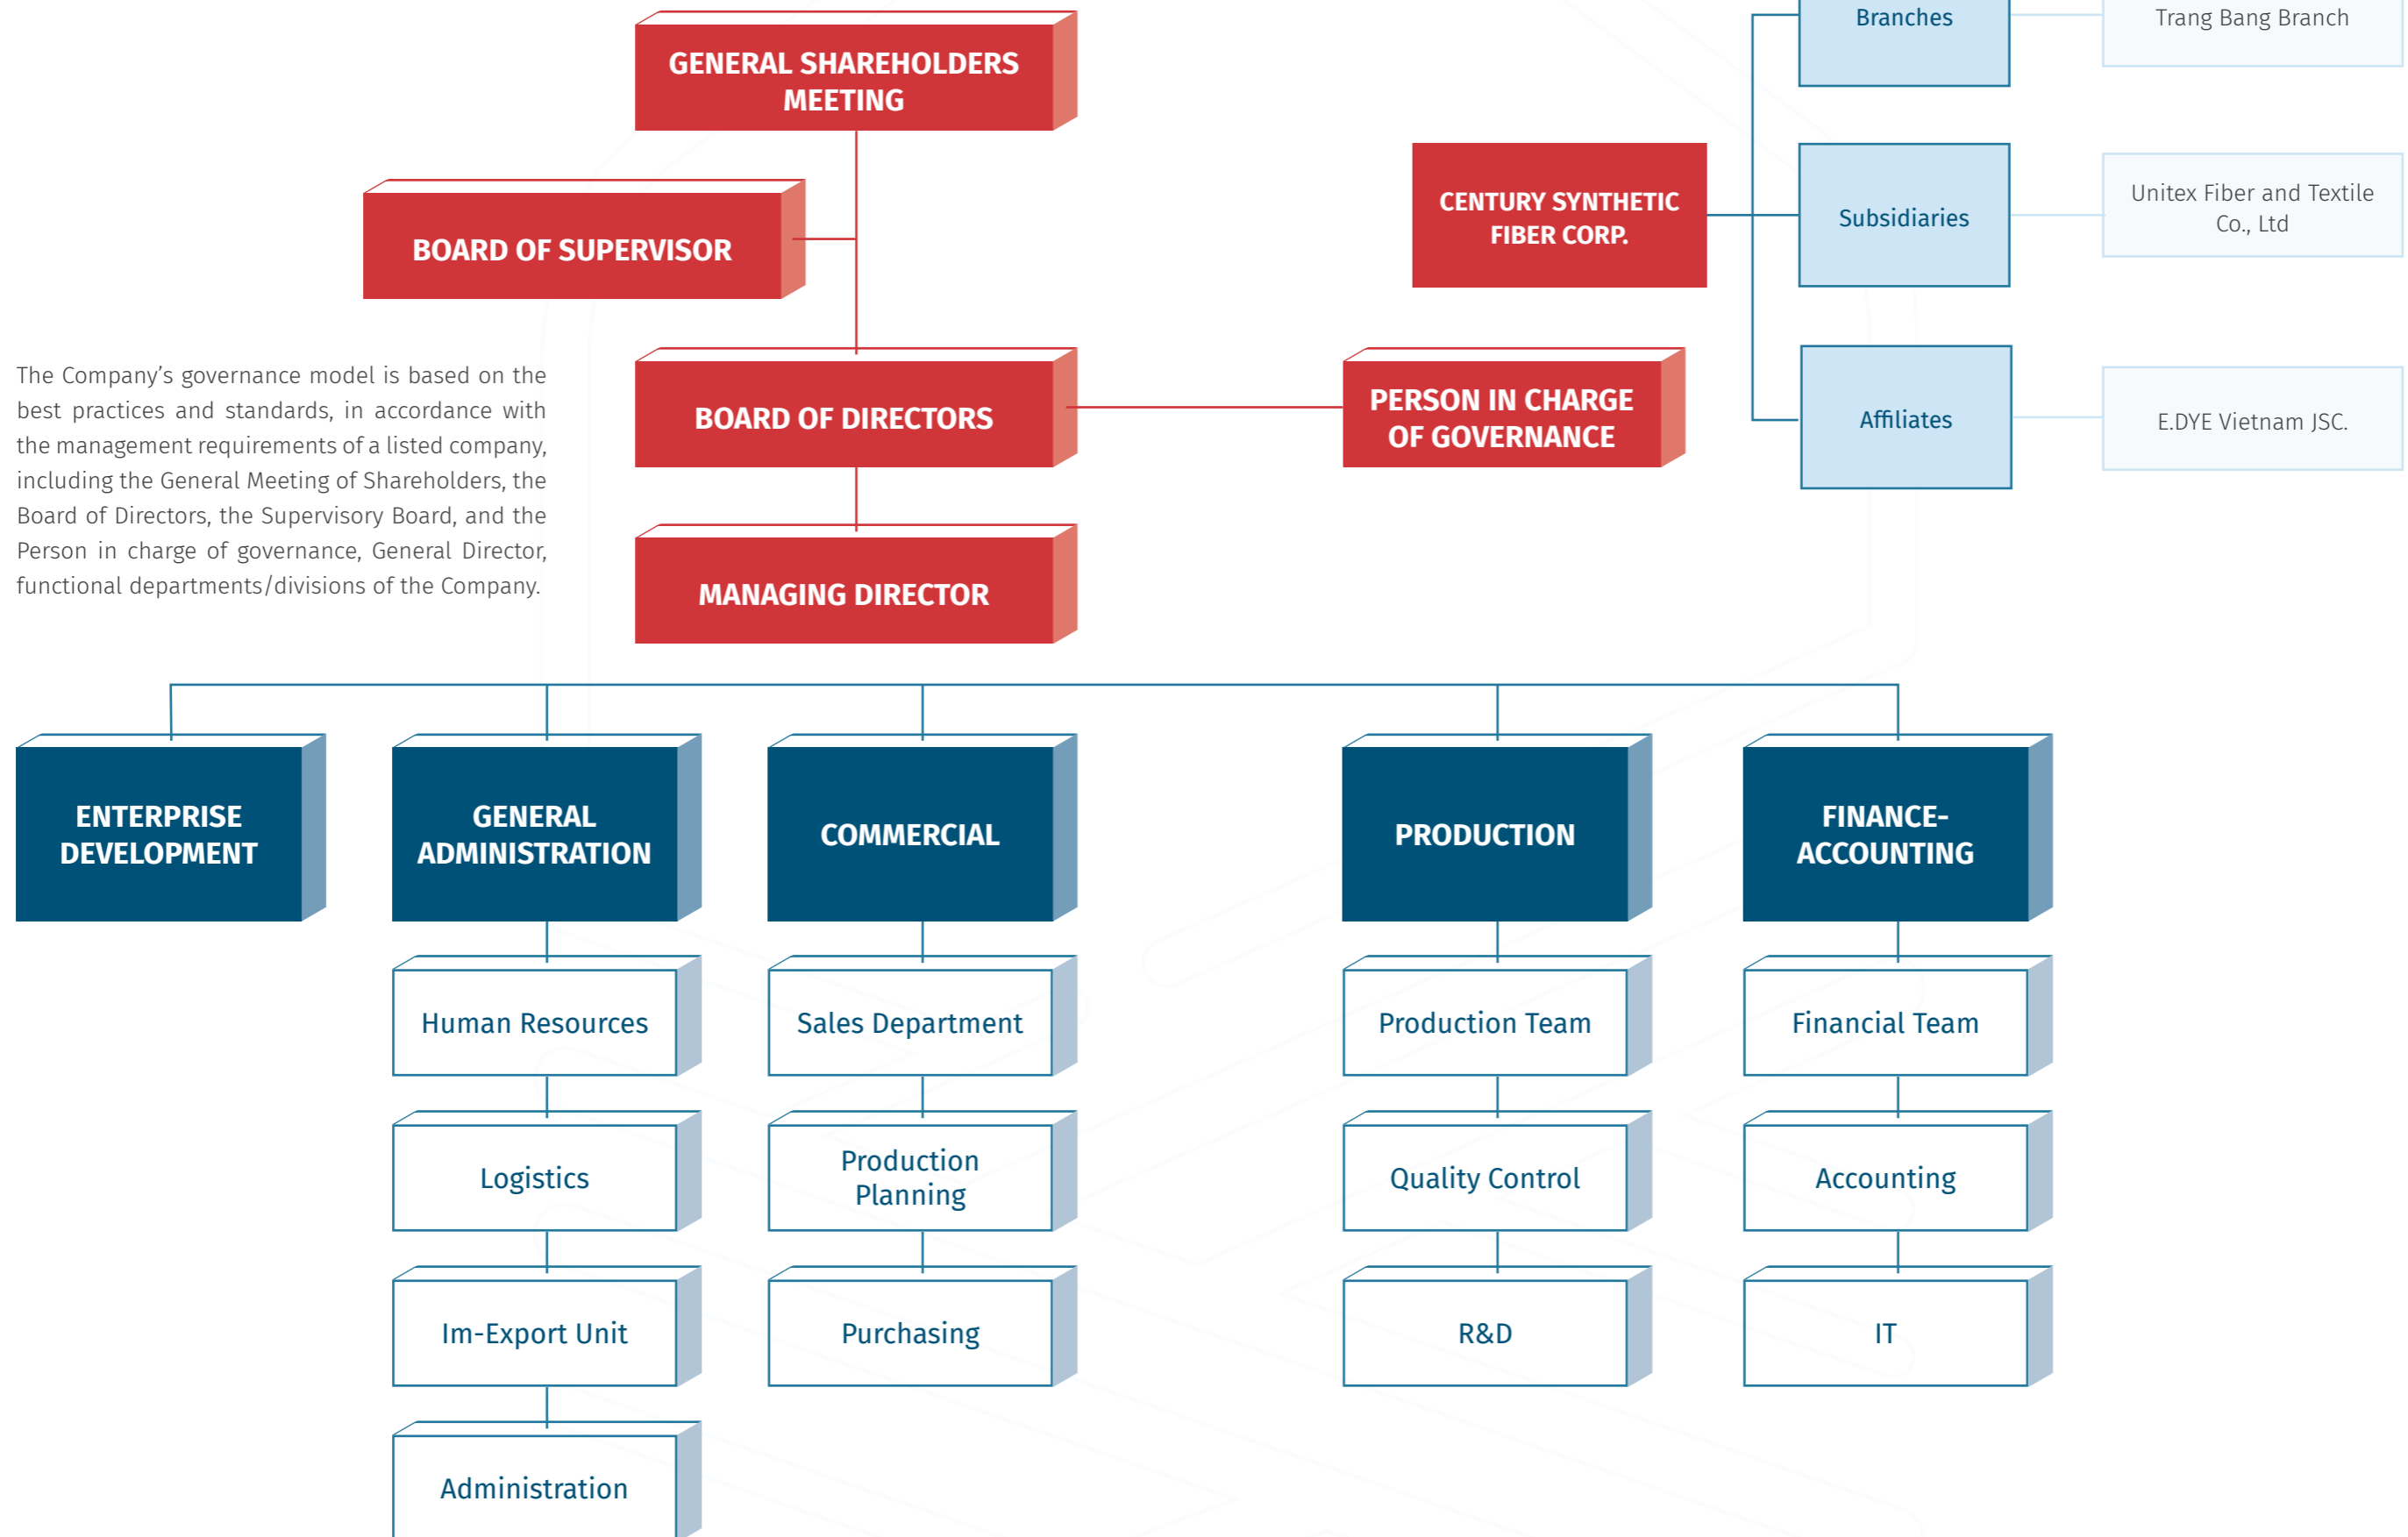 GENERAL SHAREHOLDERS
MEETING
BOARD OF SUPERVISOR
BOARD OF DIRECTORS
PERSON IN CHARGE
OF GOVERNANCE
MANAGING DIRECTOR
The Company’s governance model is based on the
best practices and standards, in accordance with
the management requirements of a listed company,
including the General Meeting of Shareholders, the
Board of Directors, the Supervisory Board, and the
Person in charge of governance, General Director,
functional departments/divisions of the Company.
CENTURY SYNTHETIC
FIBER CORP.
Branches
Trang Bang Branch
Subsidiaries
Unitex Fiber and Textile
Co., Ltd
Affiliates
E.DYE Vietnam JSC.
ENTERPRISE
DEVELOPMENT
GENERAL
ADMINISTRATION
Human Resources
Logistics
Im-Export Unit
Administration
COMMERCIAL
Sales Department
Production
Planning
Purchasing
PRODUCTION
Production Team
Quality Control
R&D
FINANCE-
ACCOUNTING
Financial Team
Accounting
IT